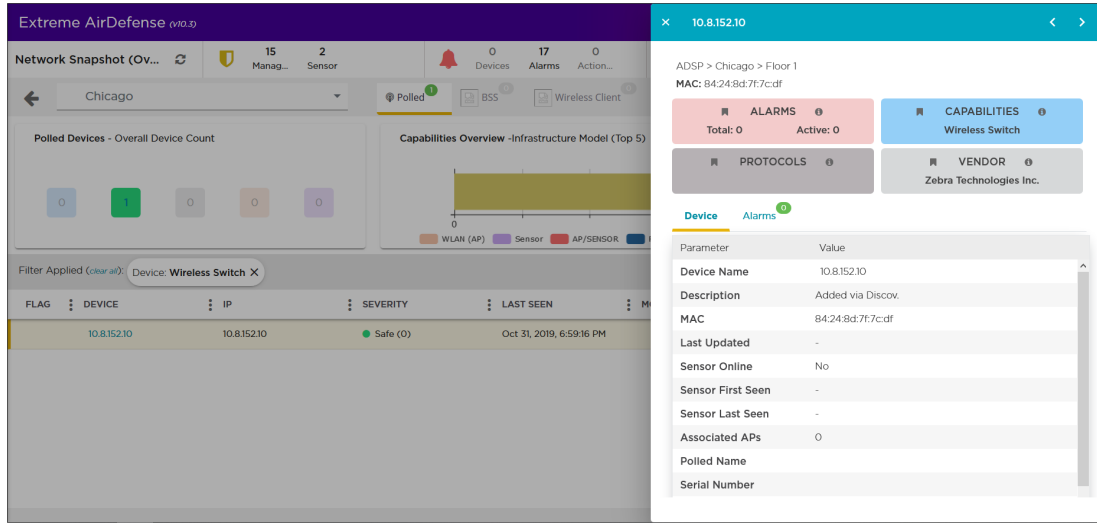 Extreme AirDefense (v10.3)
Network Snapshot (Ov...
15
Manag...
2
Sensor
0
Devices
17
Alarms
0
Action...
Chicago
Polled
1
BSS
0
Wireless Client
0
Polled Devices - Overall Device Count
0
1
0
0
0
Capabilities Overview -Infrastructure Model (Top 5)
0
WLAN (AP)
Sensor
AP/SENSOR
Filter Applied (clear all):
Device: Wireless Switch X
FLAG
DEVICE
IP
SEVERITY
LAST SEEN
10.8.152.10
10.8.152.10
Safe (0)
Oct 31, 2019, 6:59:16 PM
10.8.152.10
ADSP > Chicago > Floor 1
MAC: 84:24:8d:7f:7c:df
ALARMS
Total: 0
Active: 0
CAPABILITIES
Wireless Switch
PROTOCOLS
VENDOR
Zebra Technologies Inc.
Device
Alarms
0
Parameter
Value
Device Name
10.8.152.10
Description
Added via Discov.
MAC
84:24:8d:7f:7c:df
Last Updated
-
Sensor Online
No
Sensor First Seen
-
Sensor Last Seen
-
Associated APs
0
Polled Name
Serial Number